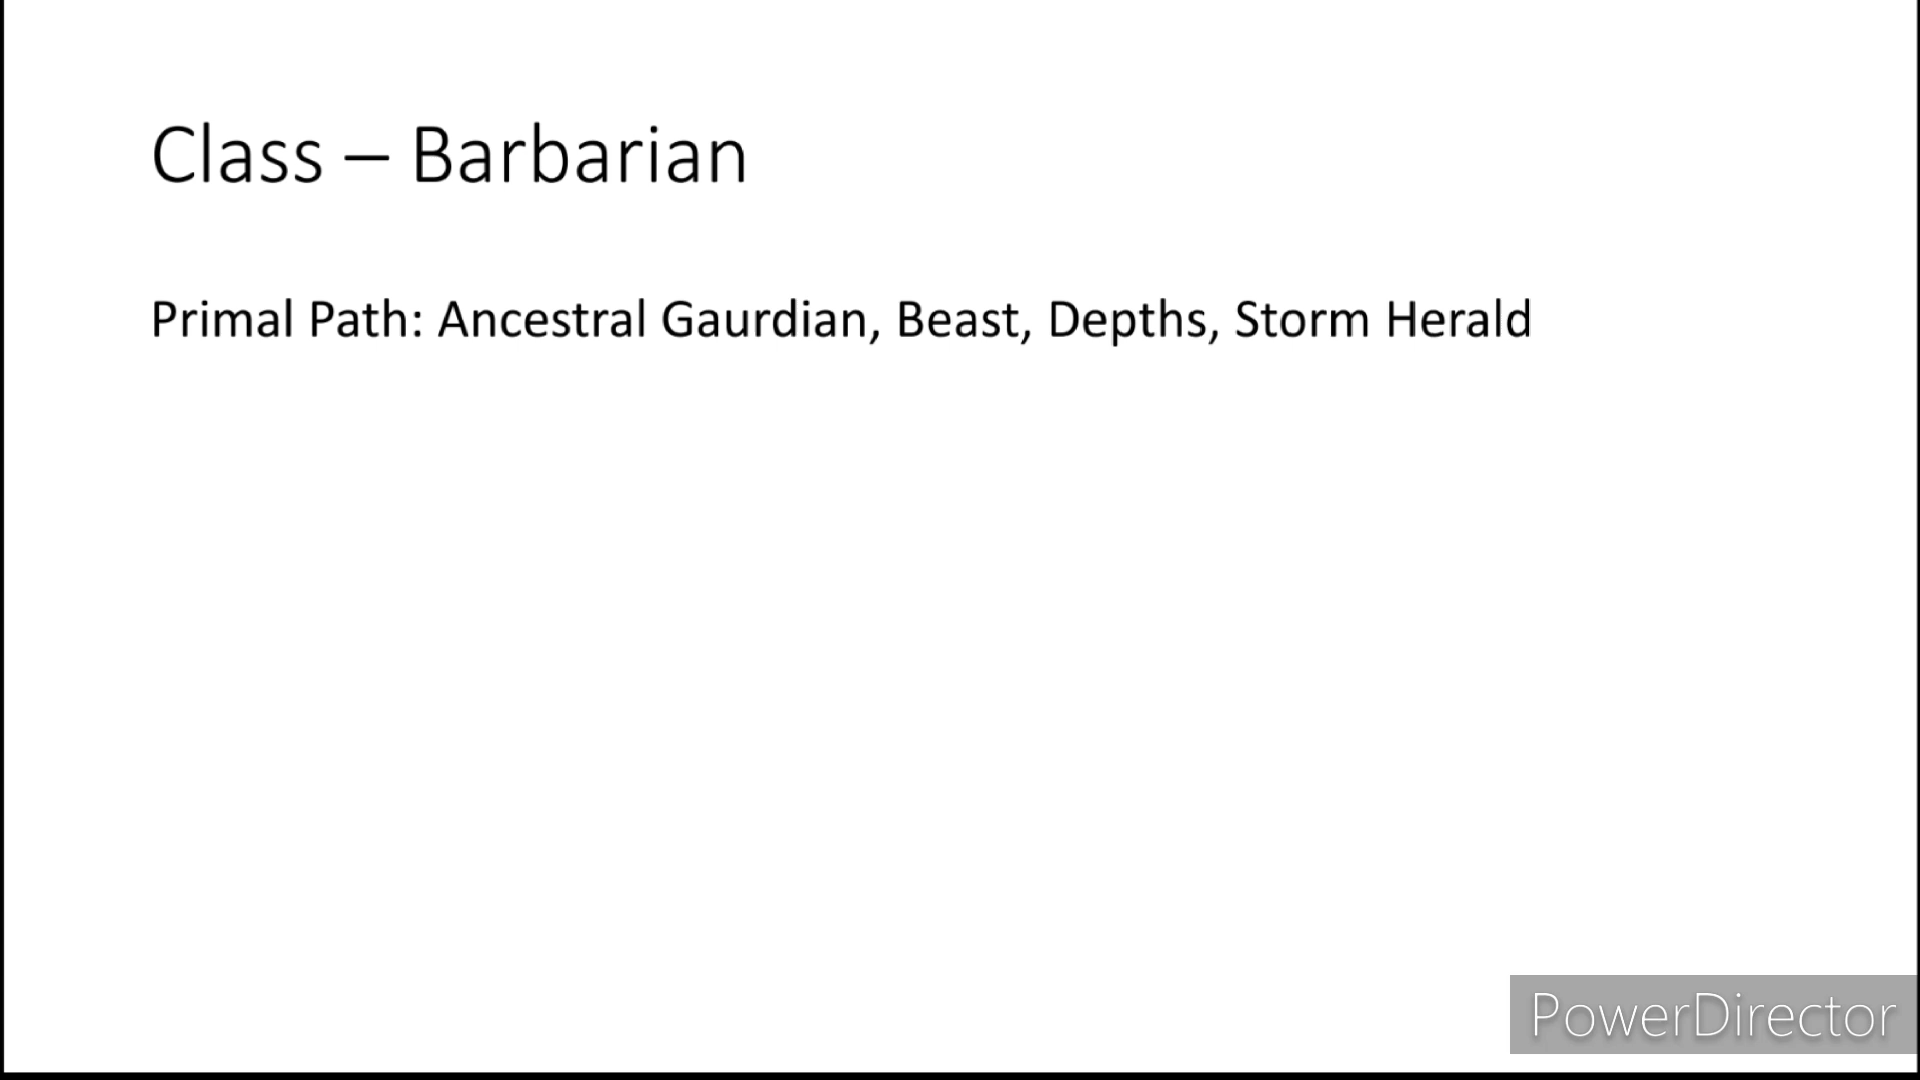 Class – Barbarian
Primal Path: Ancestral Gaurdian, Beast, Depths, Storm Herald
PowerDirector